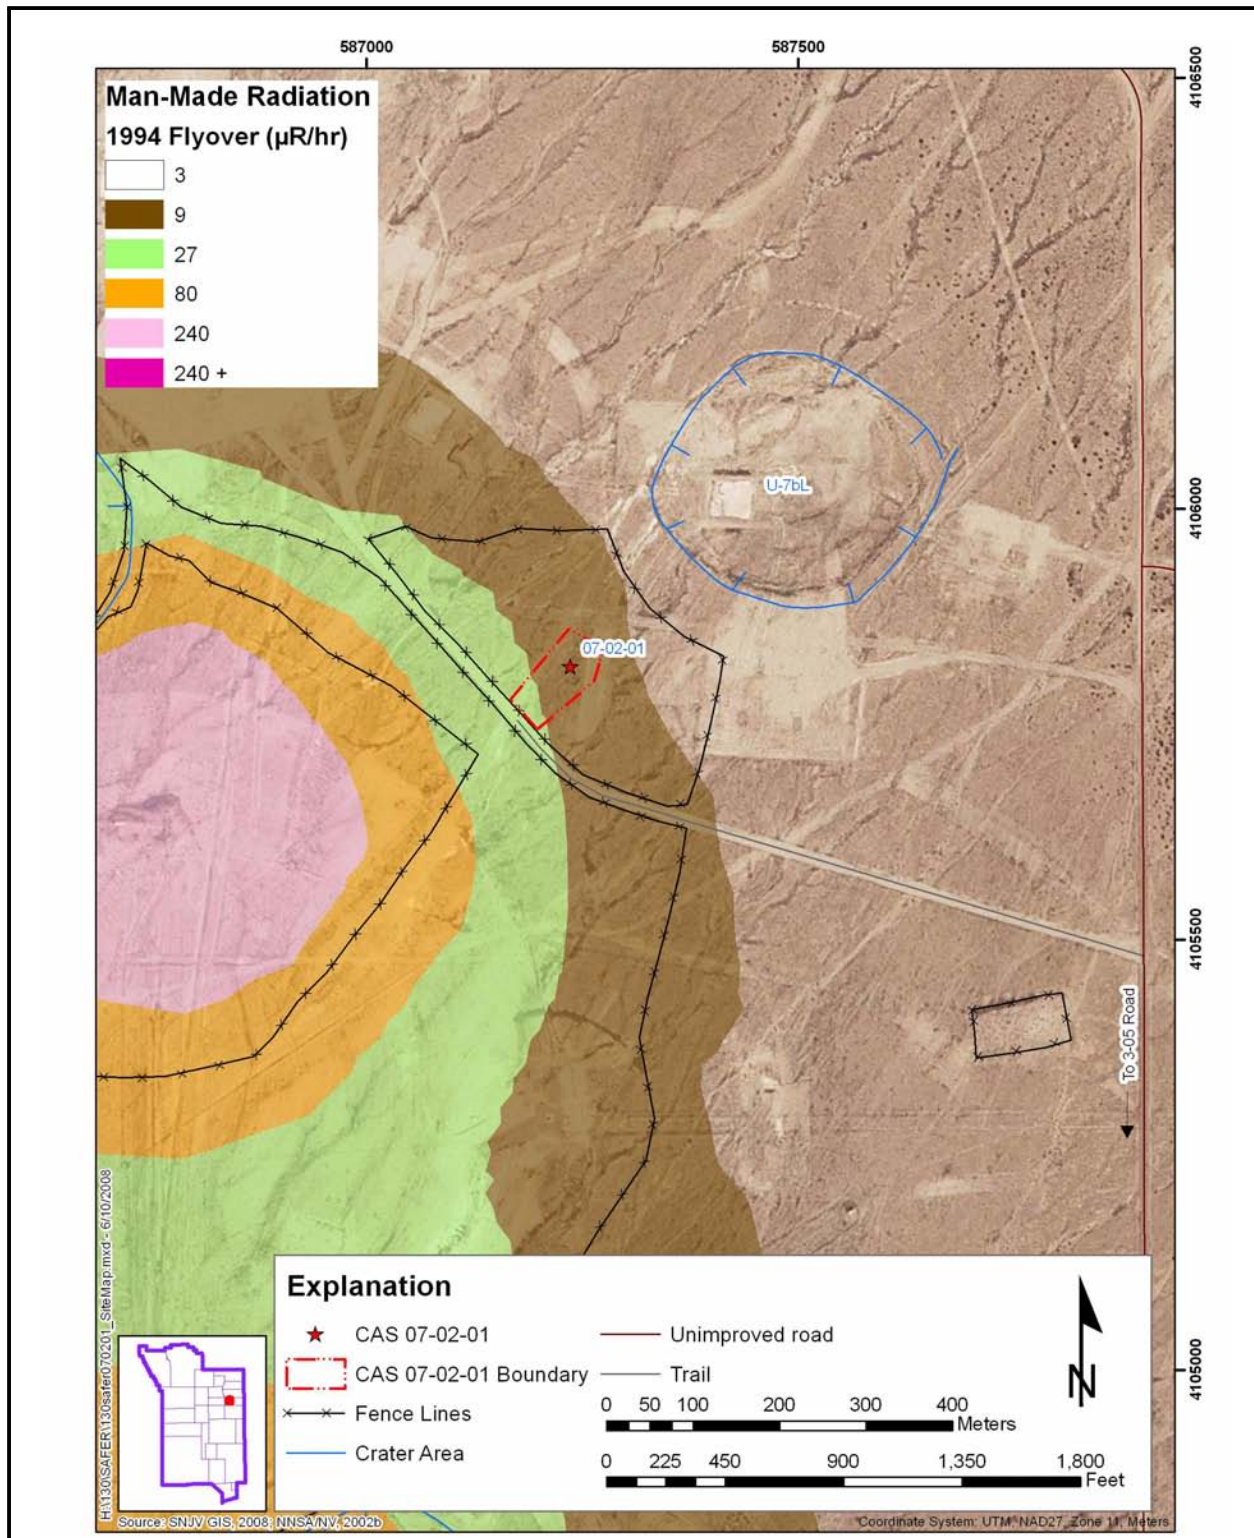 587000
587500
4106500
4106000
4105500
4105000
Man-Made Radiation
1994 Flyover (µR/hr)
3
9
27
80
240
240 +
U-7bL
07-02-01
To 3-05 Road
H:\130\SAFER\130safer070201_SiteMap.mxd - 6/10/2008
Explanation
CAS 07-02-01
CAS 07-02-01 Boundary
Fence Lines
Crater Area
Unimproved road
Trail
0 50 100 200 300 400
Meters
0 225 450 900 1,350 1,800
Feet
N
Source: SNJV GIS, 2008; NNSA/NV, 2002b
Coordinate System: UTM, NAD27, Zone 11, Meters